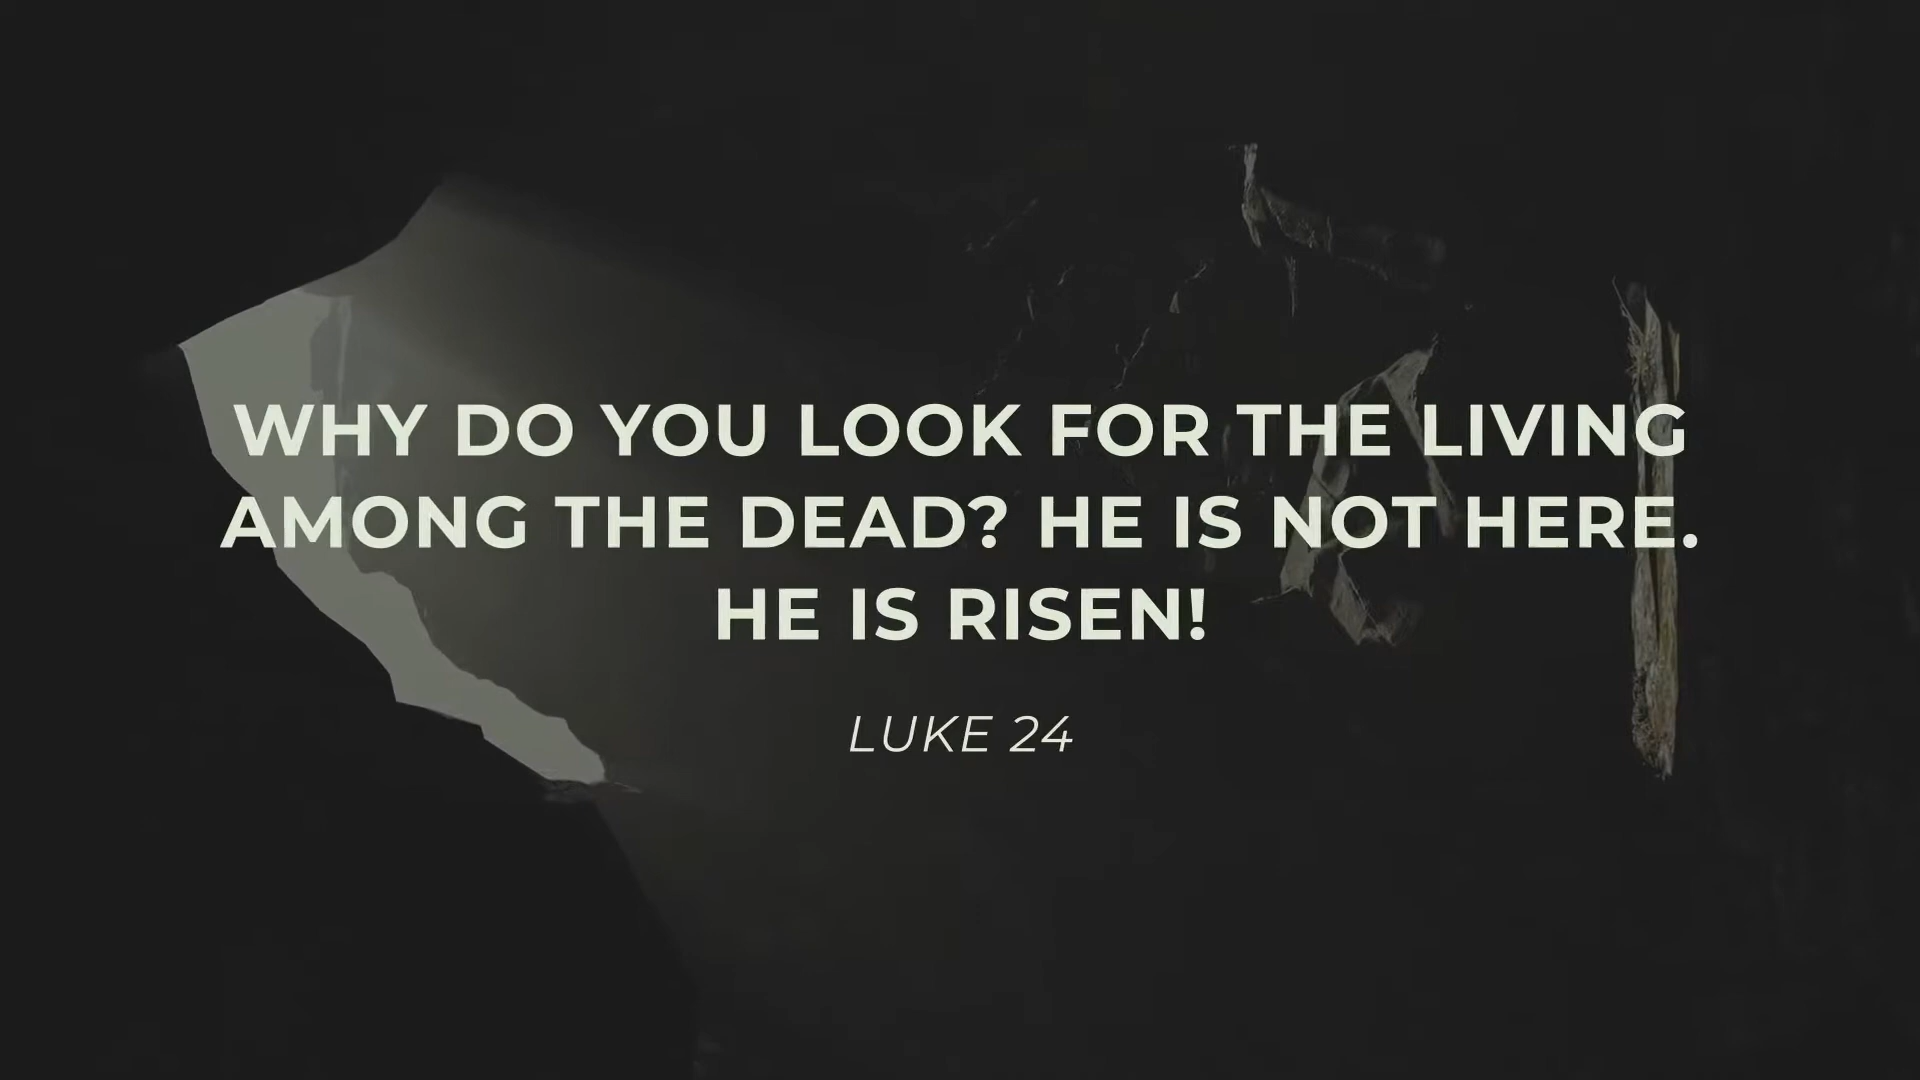 WHY DO YOU LOOK FOR THE LIVING
AMONG THE DEAD? HE IS NOT HERE.
HE IS RISEN!
LUKE 24